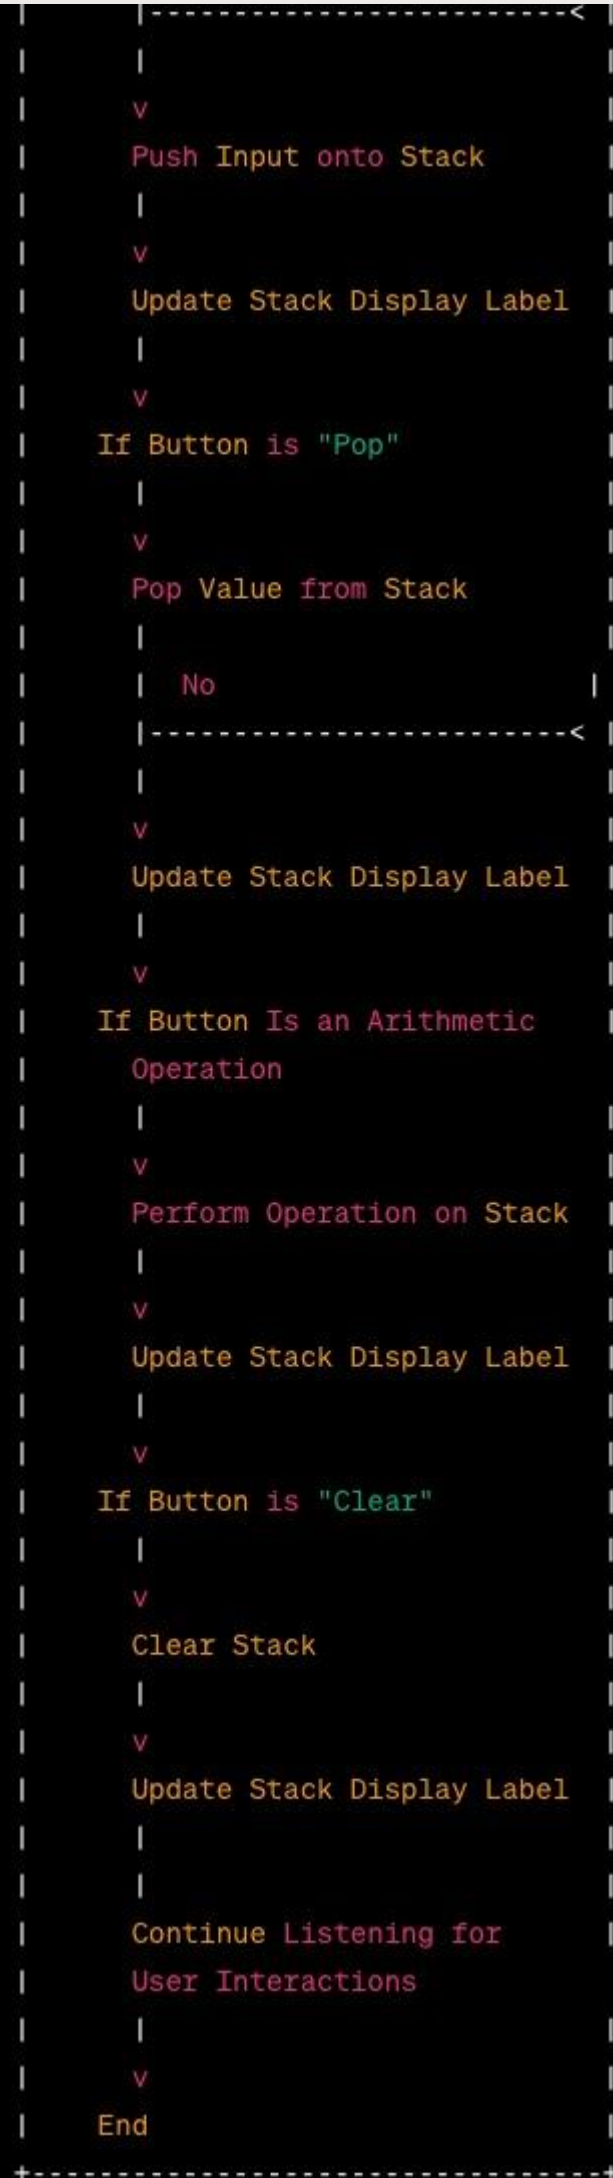 |       |-------------------------< |
|       |                           |
|       v                           |
|       Push Input onto Stack       |
|       |                           |
|       v                           |
|       Update Stack Display Label  |
|       |                           |
|       v                           |
|     If Button is "Pop"            |
|       |                           |
|       v                           |
|       Pop Value from Stack        |
|       |                           |
|       |  No                      |
|       |-------------------------< |
|       |                           |
|       v                           |
|       Update Stack Display Label  |
|       |                           |
|       v                           |
|     If Button Is an Arithmetic    |
|       Operation                   |
|       |                           |
|       v                           |
|       Perform Operation on Stack  |
|       |                           |
|       v                           |
|       Update Stack Display Label  |
|       |                           |
|       v                           |
|     If Button is "Clear"          |
|       |                           |
|       v                           |
|       Clear Stack                 |
|       |                           |
|       v                           |
|       Update Stack Display Label  |
|       |                           |
|       |                           |
|       Continue Listening for      |
|       User Interactions           |
|       |                           |
|       v                           |
|     End                           |
+-----------------------------------